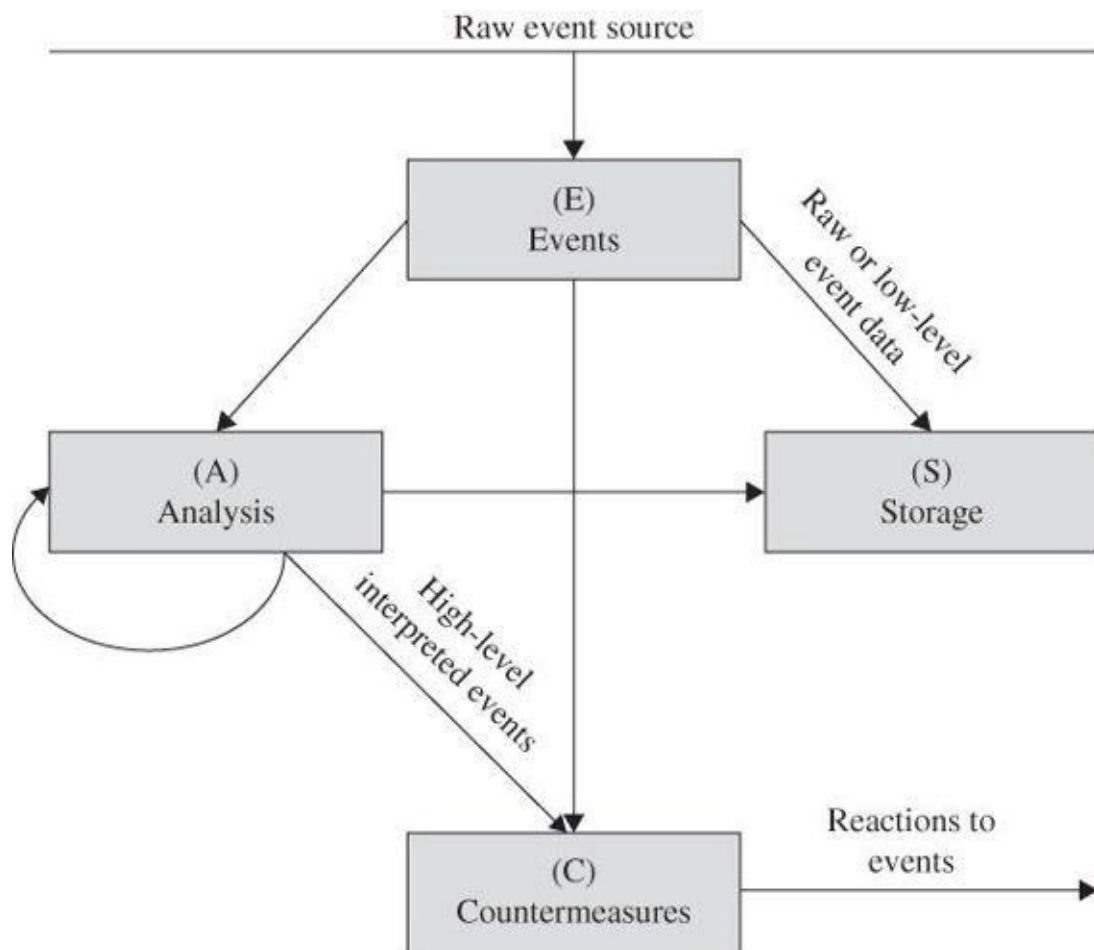 Raw event source
(E)
Events
Raw or low-level
event data
(A)
Analysis
(S)
Storage
High-level
interpreted events
(C)
Countermeasures
Reactions to
events